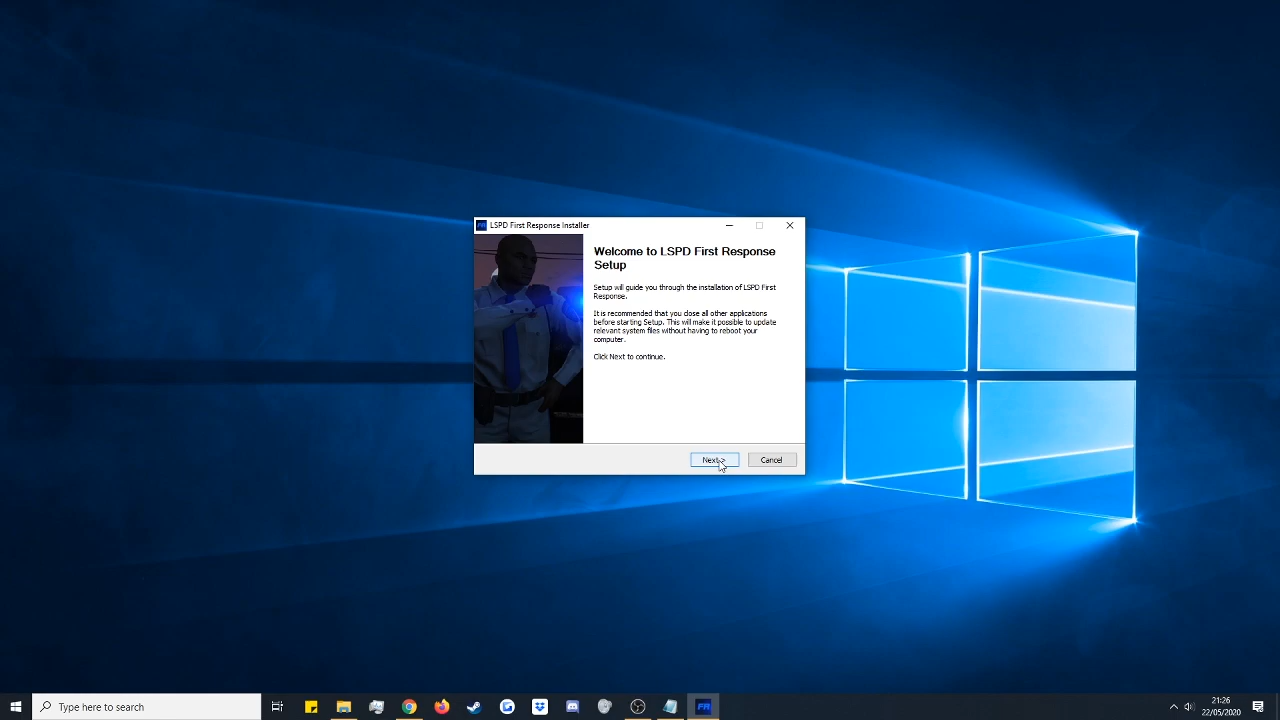 LSPD First Response Installer
Welcome to LSPD First Response
Setup
Setup will guide you through the installation of LSPD First
Response.
It is recommended that you close all other applications
before starting Setup. This will make it possible to update
relevant system files without having to reboot your
computer.
Click Next to continue.
Next >
Cancel
Type here to search
FR
21:26
22/05/2020